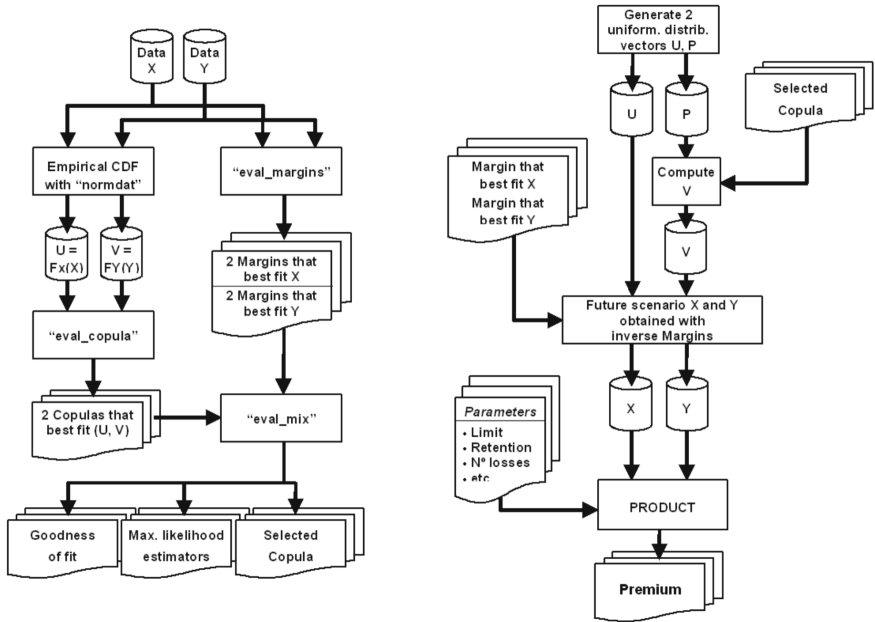 Data
X
Data
Y
Empirical CDF
with “normdat”
“eval_margins”
U =
Fx(X)
V =
FY(Y)
2 Margins that
best fit X
2 Margins that
best fit Y
“eval_copula”
2 Copulas that
best fit (U, V)
“eval_mix”
Goodness
of fit
Max. likelihood
estimators
Selected
Copula
Generate 2
uniform. distrib.
vectors U, P
U
P
Selected
Copula
Margin that
best fit X
Margin that
best fit Y
Compute
V
V
Future scenario X and Y
obtained with
inverse Margins
X
Y
Parameters
• Limit
• Retention
• Nº losses
• etc
PRODUCT
Premium